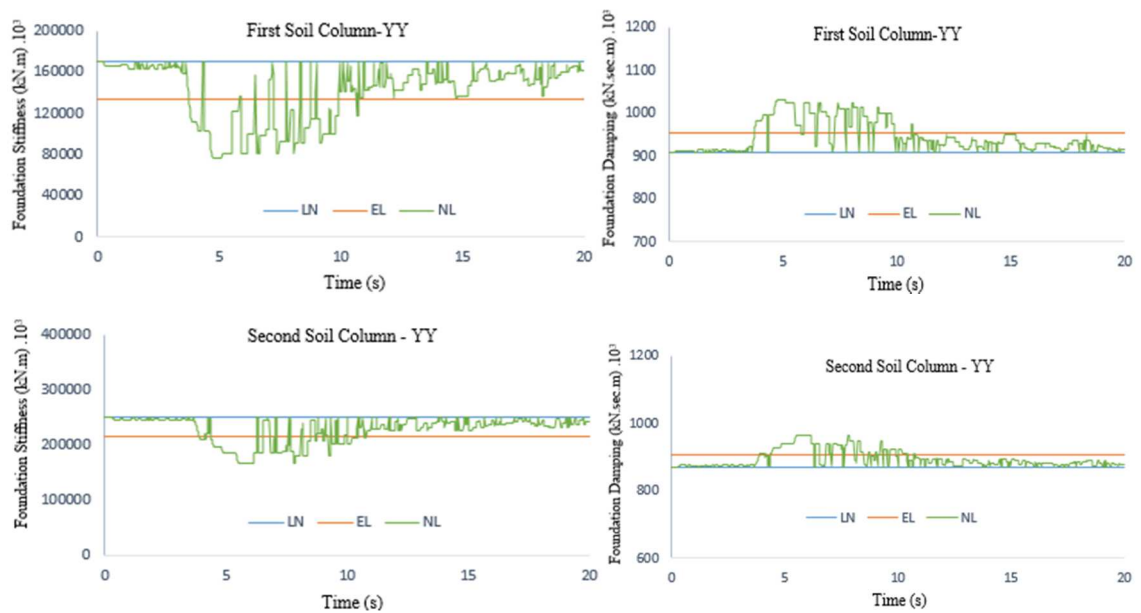 First Soil Column-YY
Foundation Stiffness (kN.m) .10³
200000
160000
120000
80000
40000
0
LN EL NL
0 5 10 15 20
Time (s)
First Soil Column-YY
Foundation Damping (kN.sec.m) .10³
1200
1100
1000
900
800
700
LN EL NL
0 5 10 15 20
Time (s)
Second Soil Column - YY
Foundation Stiffness (kN.m) .10³
400000
300000
200000
100000
0
LN EL NL
0 5 10 15 20
Time (s)
Second Soil Column - YY
Foundation Damping (kN.sec.m) .10³
1200
1000
800
600
LN EL NL
0 5 10 15 20
Time (s)